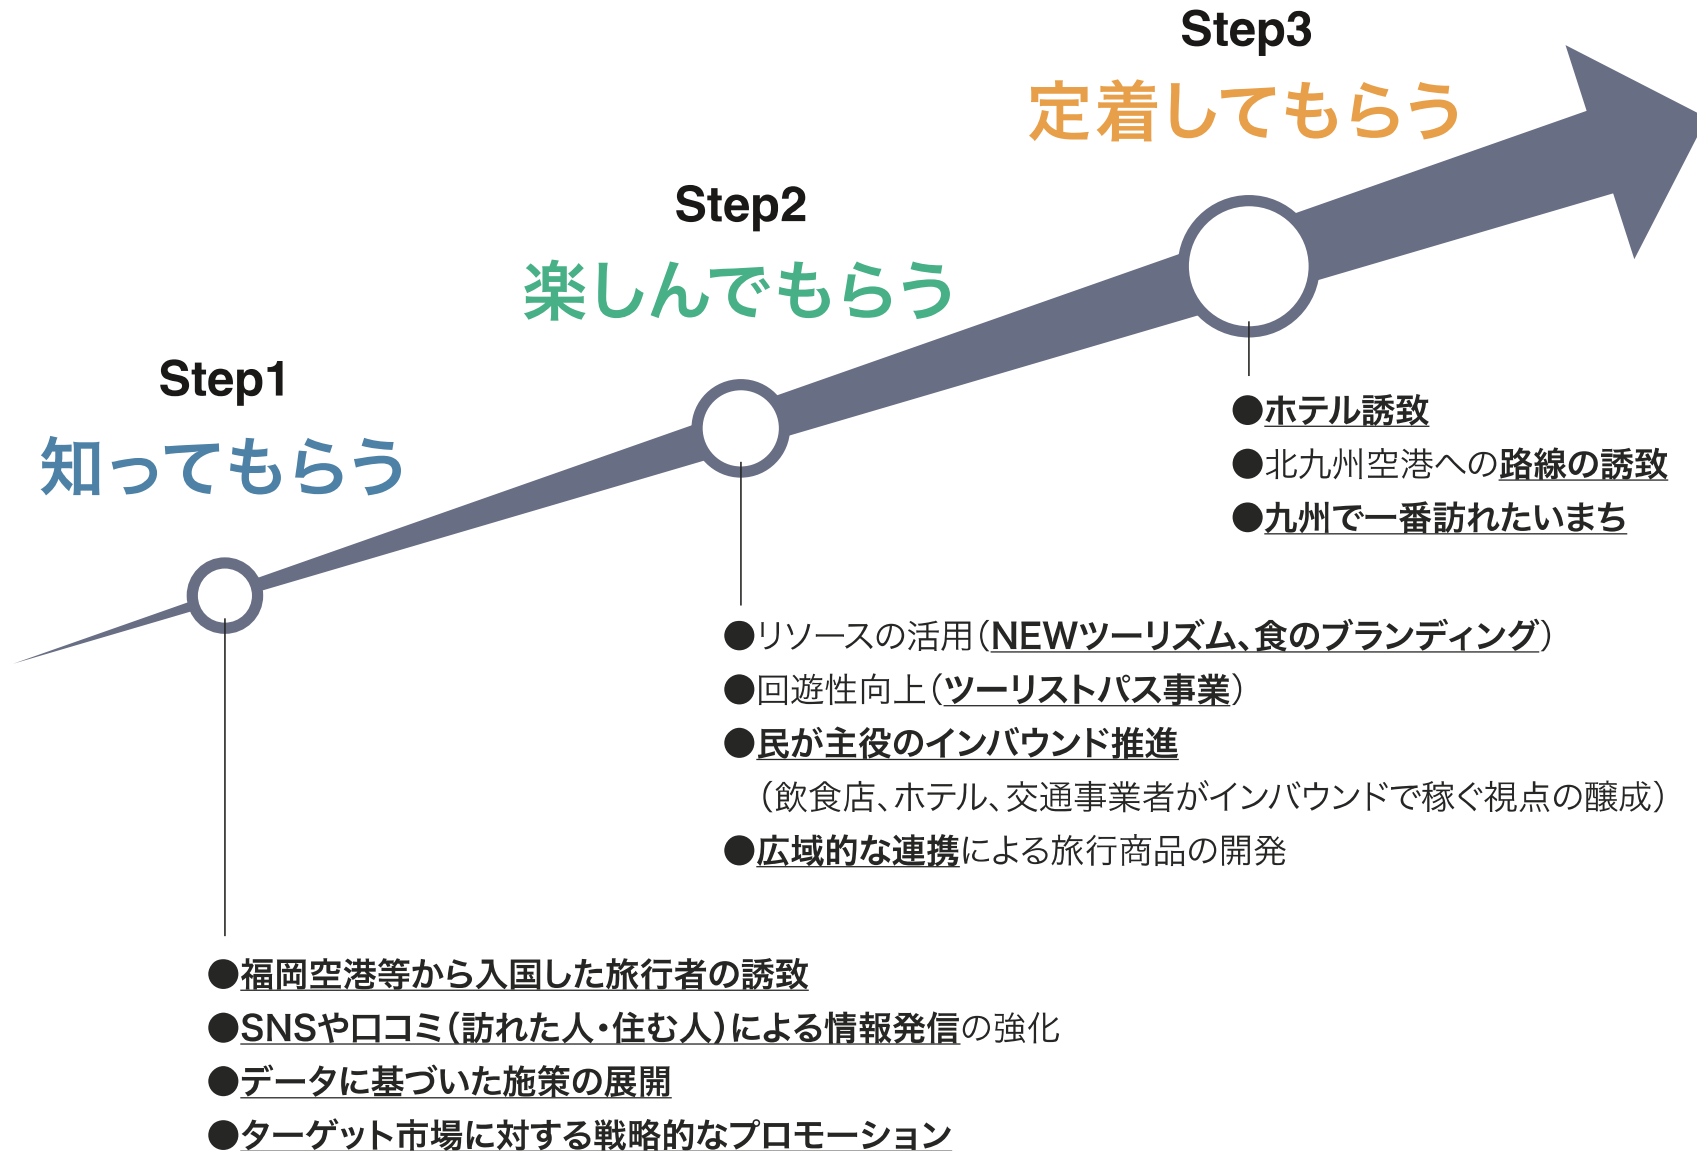 Step1
知ってもらう
●福岡空港等から入国した旅行者の誘致
●SNSや口コミ（訪れた人・住む人）による情報発信の強化
●データに基づいた施策の展開
●ターゲット市場に対する戦略的なプロモーション
Step2
楽しんでもらう
●リソースの活用（NEWツーリズム、食のブランディング）
●回遊性向上（ツーリストパス事業）
●民が主役のインバウンド推進
（飲食店、ホテル、交通事業者がインバウンドで稼ぐ視点の醸成）
●広域的な連携による旅行商品の開発
Step3
定着してもらう
●ホテル誘致
●北九州空港への路線の誘致
●九州で一番訪れたいまち